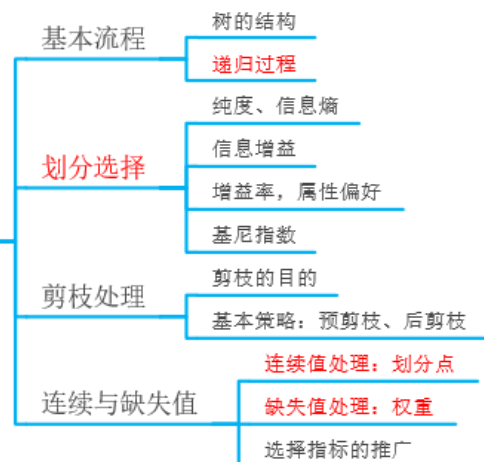 基本流程
树的结构
递归过程
划分选择
纯度、信息熵
信息增益
增益率，属性偏好
基尼指数
剪枝处理
剪枝的目的
基本策略：预剪枝、后剪枝
连续与缺失值
连续值处理：划分点
缺失值处理：权重
选择指标的推广